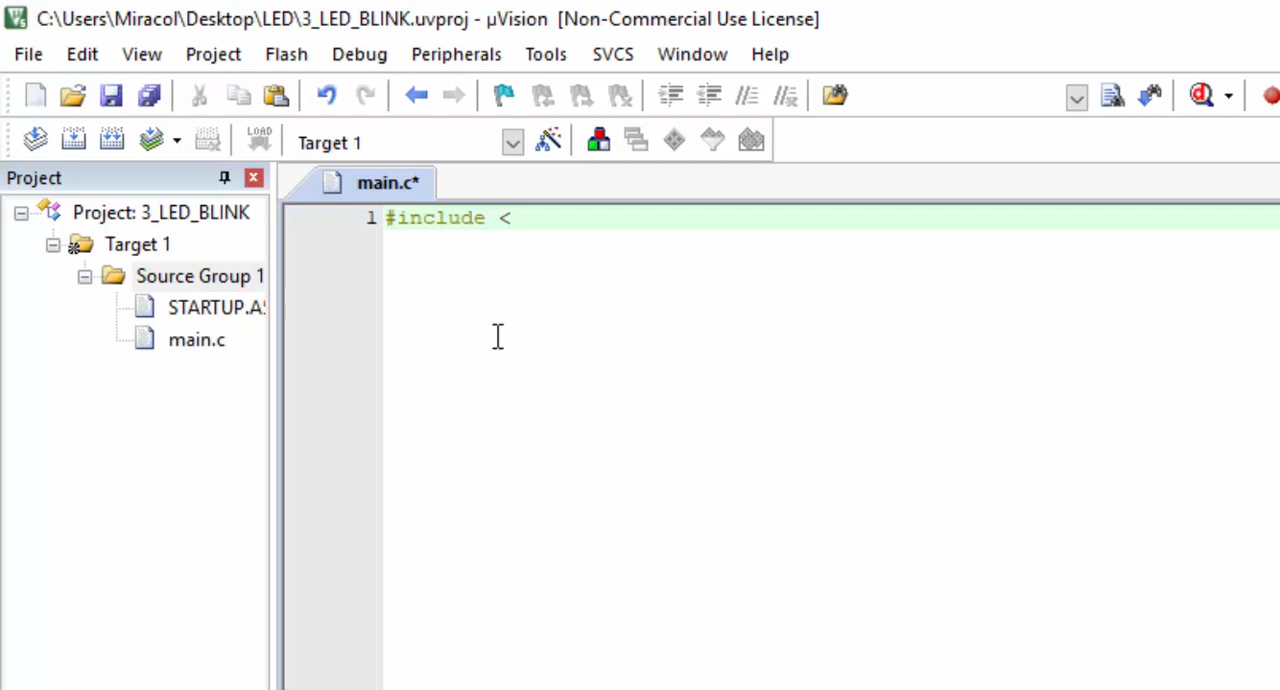 C:\Users\Miracol\Desktop\LED\3_LED_BLINK.uvproj - µVision [Non-Commercial Use License]
File Edit View Project Flash Debug Peripherals Tools SVCS Window Help
LOAD
Target 1
Project
main.c*
Project: 3_LED_BLINK
1 #include <
Target 1
Source Group 1
STARTUP.A
main.c